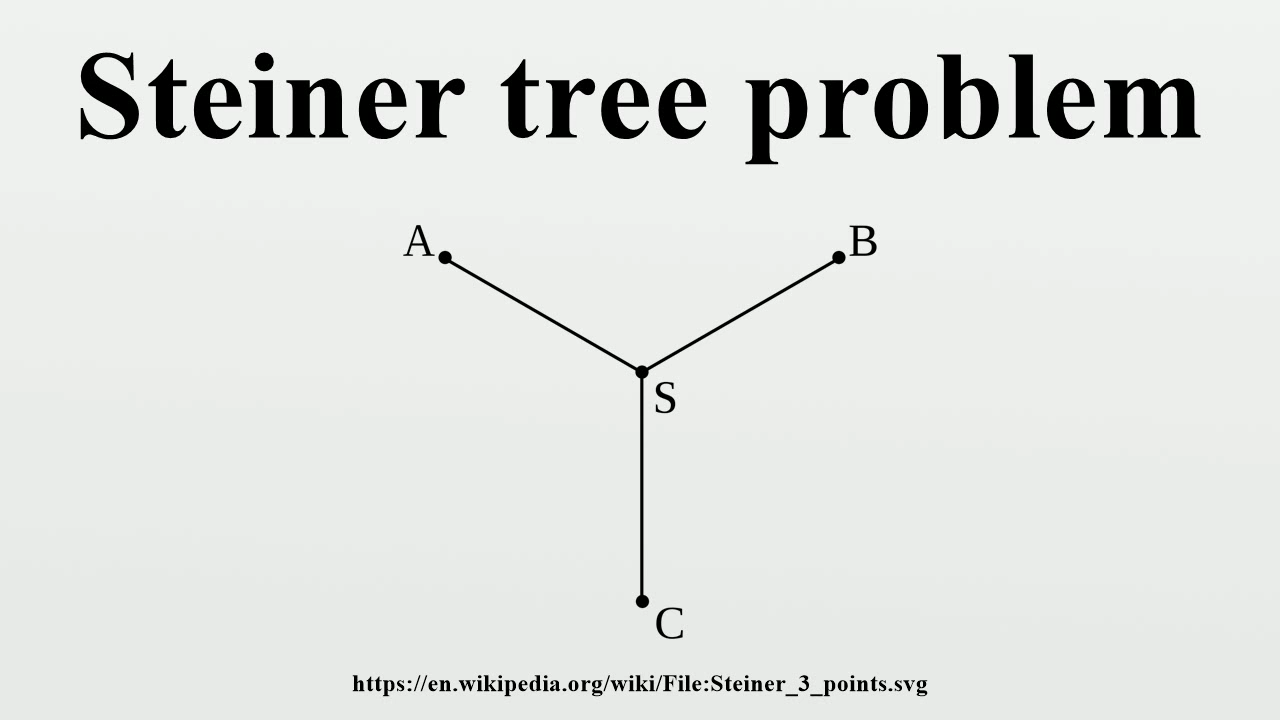 Steiner tree problem
A
B
S
C
https://en.wikipedia.org/wiki/File:Steiner_3_points.svg